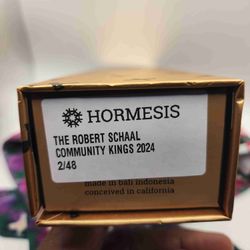 HORMESIS
THE ROBERT SCHAAL
COMMUNITY KINGS 2024
2/48
made in bali indonesia
conceived in california